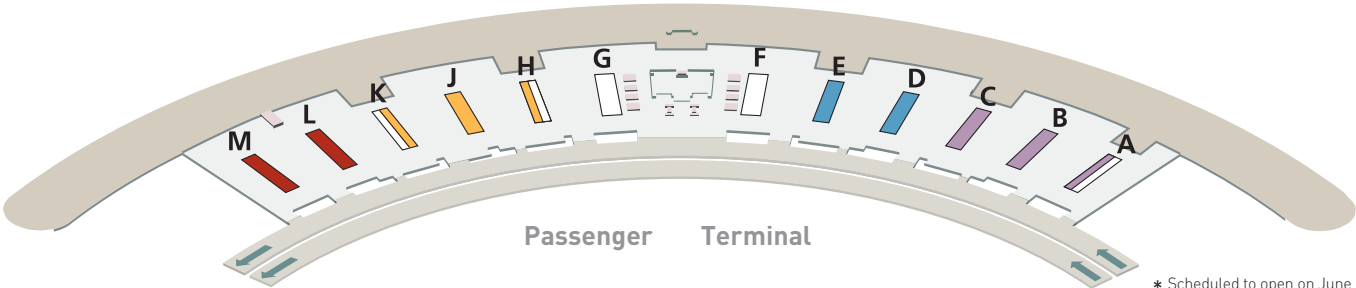 M
L
K
J
H
G
F
E
D
C
B
A
Passenger Terminal
* Scheduled to open on June